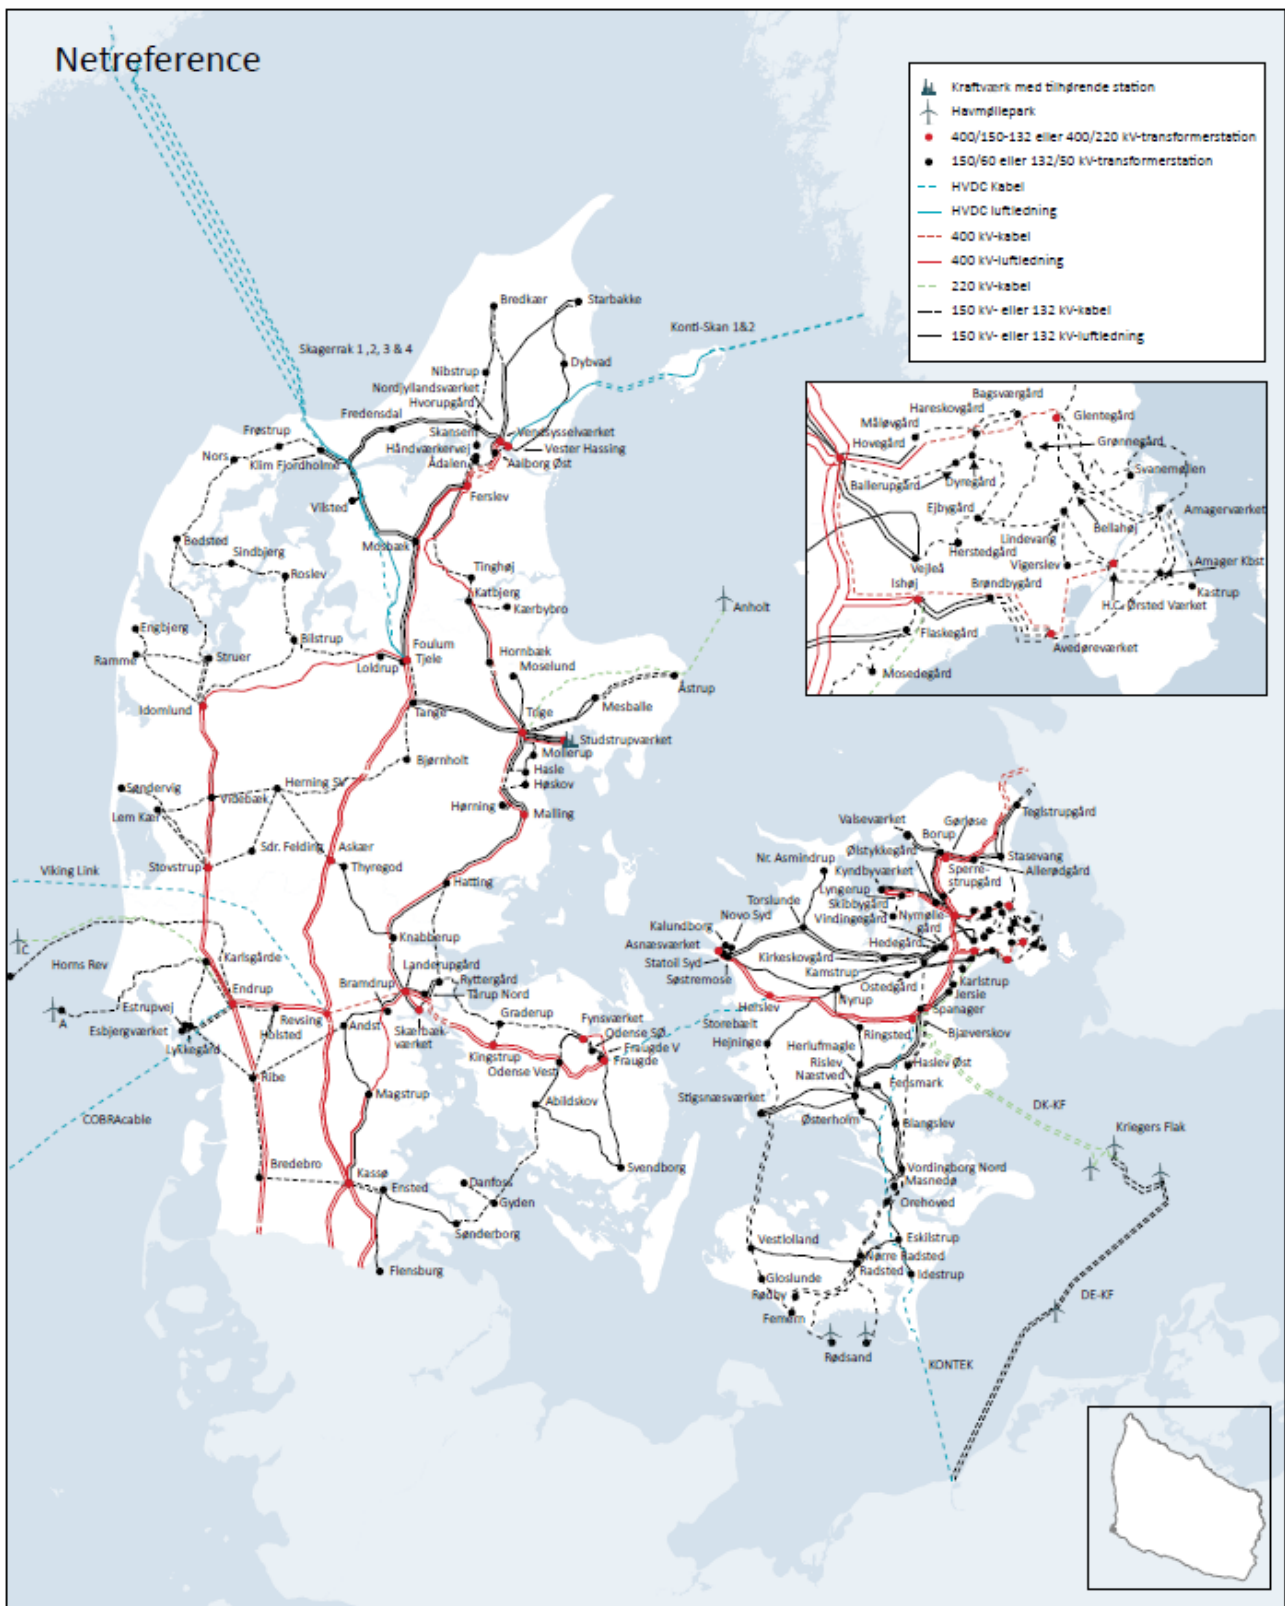 Netreference
Kraftværk med tilhørende station
Havmøllepark
400/150-132 eller 400/220 kV-transformerstation
150/60 eller 132/50 kV-transformerstation
HVDC Kabel
HVDC luftledning
400 kV-kabel
400 kV-luftledning
220 kV-kabel
150 kV- eller 132 kV-kabel
150 kV- eller 132 kV-luftledning
Bredkær
Starbakke
Konti-Skan 1&2
Skagerrak 1 ,2, 3 & 4
Dybvad
Nibstrup
Nordjyllandsværket
Hvorupgård
Fredensdal
Skansen
Vendsysselværket
Frøstrup
Håndværkervej
Vester Hassing
Nors
Klim Fjordholme
Ådalen
Aalborg Øst
Ferslev
Vilsted
Bedsted
Mosbæk
Sindbjerg
Tinghøj
Roslev
Katbjerg
Kærbybro
Anholt
Engbjerg
Bilstrup
Foulum
Hornbæk
Ramme
Struer
Loldrup
Tjele
Moselund
Åstrup
Mesballe
Idomlund
Tange
Trige
Studstrupværket
Mollerup
Bjørnholt
Hasle
Høskov
Søndervig
Herning SV
Videbæk
Lem Kær
Hørning
Malling
Sdr. Felding
Askær
Stovstrup
Thyregod
Viking Link
Hatting
Knabberup
Horns Rev
C
Karlsgårde
Landerupgård
Bramdrup
Ryttergård
Endrup
Tårup Nord
A
Estrupvej
Revsing
Graderup
Fynsværket
Esbjergværket
Holsted
Andst
Skærbæk
værket
Odense SØ
Lykkegård
Fraugde V
Kingstrup
Fraugde
Odense Vest
Ribe
Magstrup
Abildskov
COBRAcable
Svendborg
Bredebro
Kassø
Ensted
Danfoss
Gyden
Sønderborg
Flensburg
Bagsværgård
Hareskovgård
Glentegård
Måløvgård
Hovegård
Grønnegård
Svanemøllen
Ballerupgård
Dyregård
Ejbygård
Amagerværket
Bellahøj
Lindevang
Herstedgård
Vigerslev
Amager Kbst
Vejleå
Ishøj
Brøndbygård
Kastrup
H.C. Ørsted Værket
Flaskegård
Avedøreværket
Mosedegård
Teglstrupgård
Valseværket
Gørløse
Borup
Ølstykkegård
Stasevang
Nr. Asmindrup
Kyndbyværket
Sperre-
strupgård
Allerødgård
Lyngerup
Torslunde
Skibbygård
Novo Syd
Vindingegård
Nymølle-
gård
Kalundborg
Asnæsværket
Hedegård
Statoil Syd
Kirkeskovgård
Søstremose
Kamstrup
Karlstrup
Ostedgård
Jersie
Herslev
Nyrup
Spanager
Storebælt
Ringsted
Bjæverskov
Hejninge
Herlufmagle
Rislev
Haslev Øst
Næstved
Fensmark
Stigsnæsværket
Østerholm
Blangslev
DK-KF
Kriegers Flak
Vordingborg Nord
Masnedø
Orehoved
Vestlolland
Eskilstrup
Nørre Radsted
Radsted
Gloslunde
Idestrup
Rødby
DE-KF
Femern
Rødsand
KONTEK